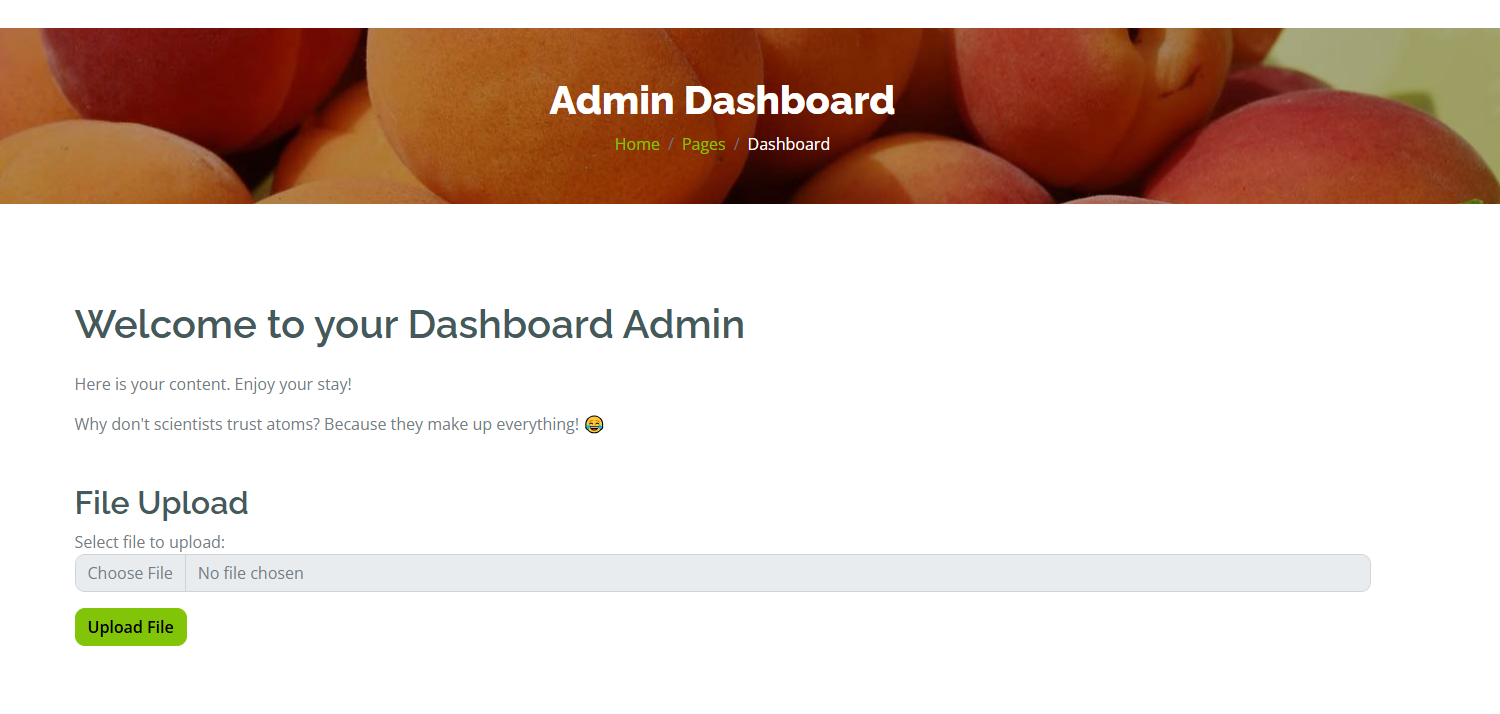 Admin Dashboard
Home / Pages / Dashboard
Welcome to your Dashboard Admin
Here is your content. Enjoy your stay!
Why don't scientists trust atoms? Because they make up everything! 😂
File Upload
Select file to upload:
Choose File No file chosen
Upload File